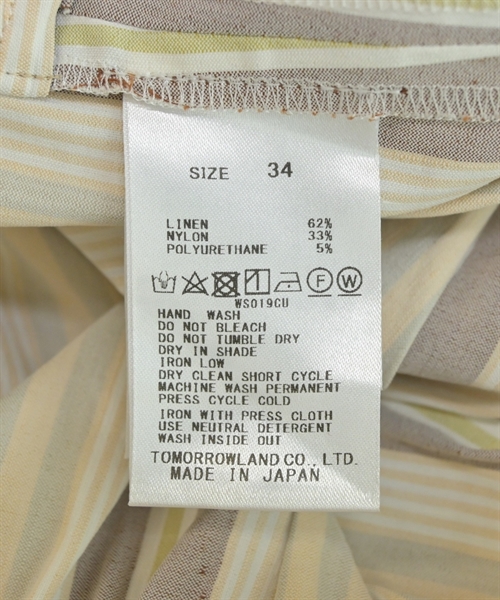 SIZE 34
LINEN 62%
NYLON 33%
POLYURETHANE 5%
F W
WS019CU
HAND WASH
DO NOT BLEACH
DO NOT TUMBLE DRY
DRY IN SHADE
IRON LOW
DRY CLEAN SHORT CYCLE
MACHINE WASH PERMANENT
PRESS CYCLE COLD
IRON WITH PRESS CLOTH
USE NEUTRAL DETERGENT
WASH INSIDE OUT
TOMORROWLAND CO., LTD.
MADE IN JAPAN